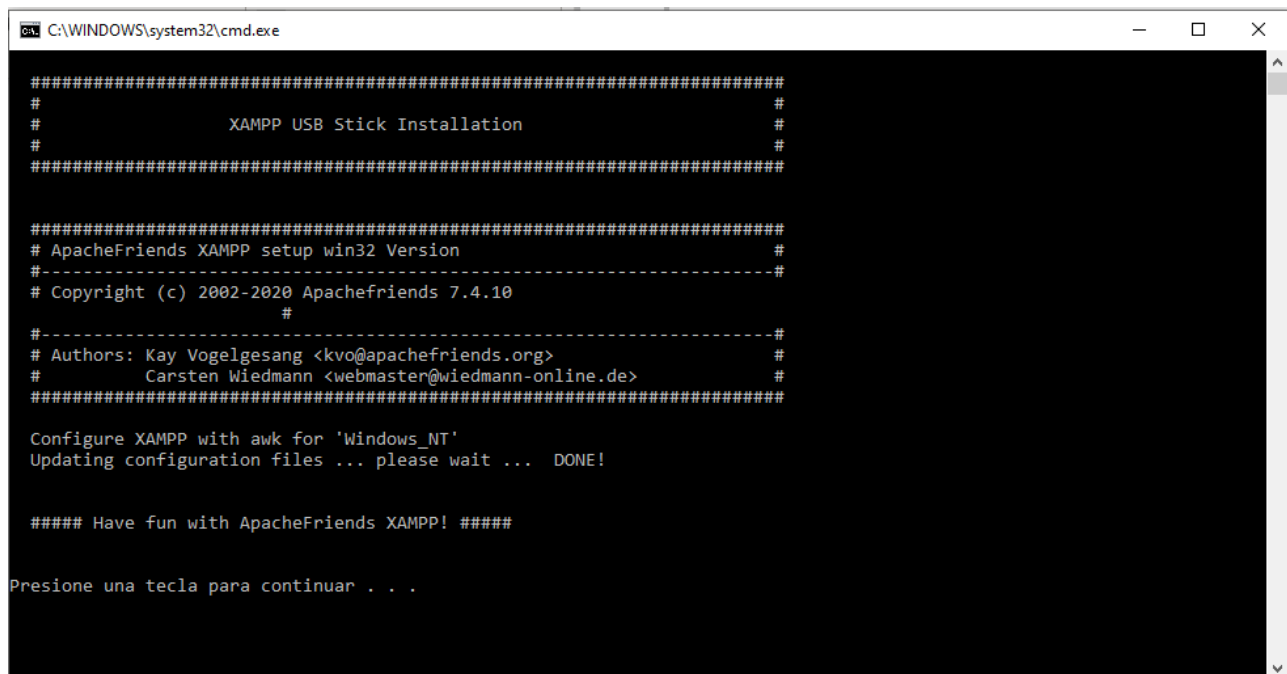 C:\WINDOWS\system32\cmd.exe
########################################################################
#                                                                      #
#                  XAMPP USB Stick Installation                        #
#                                                                      #
########################################################################
########################################################################
# ApacheFriends XAMPP setup win32 Version                              #
#----------------------------------------------------------------------#
# Copyright (c) 2002-2020 Apachefriends 7.4.10
                        #
#----------------------------------------------------------------------#
# Authors: Kay Vogelgesang <kvo@apachefriends.org>                     #
#          Carsten Wiedmann <webmaster@wiedmann-online.de>             #
########################################################################
Configure XAMPP with awk for 'Windows_NT'
Updating configuration files ... please wait ...  DONE!
##### Have fun with ApacheFriends XAMPP! #####
Presione una tecla para continuar . . .